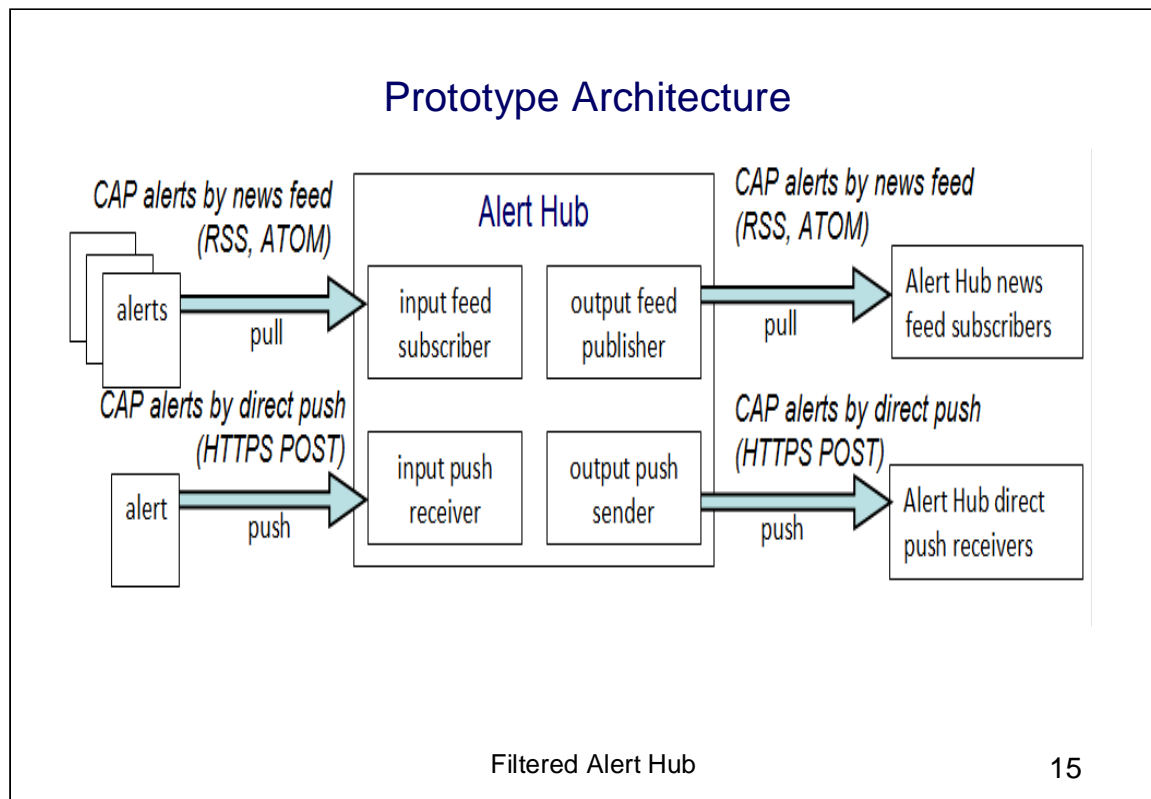 Prototype Architecture
CAP alerts by news feed
(RSS, ATOM)
alerts
pull
CAP alerts by direct push
(HTTPS POST)
alert
push
Alert Hub
input feed
subscriber
output feed
publisher
input push
receiver
output push
sender
CAP alerts by news feed
(RSS, ATOM)
pull
Alert Hub news
feed subscribers
CAP alerts by direct push
(HTTPS POST)
push
Alert Hub direct
push receivers
Filtered Alert Hub
15